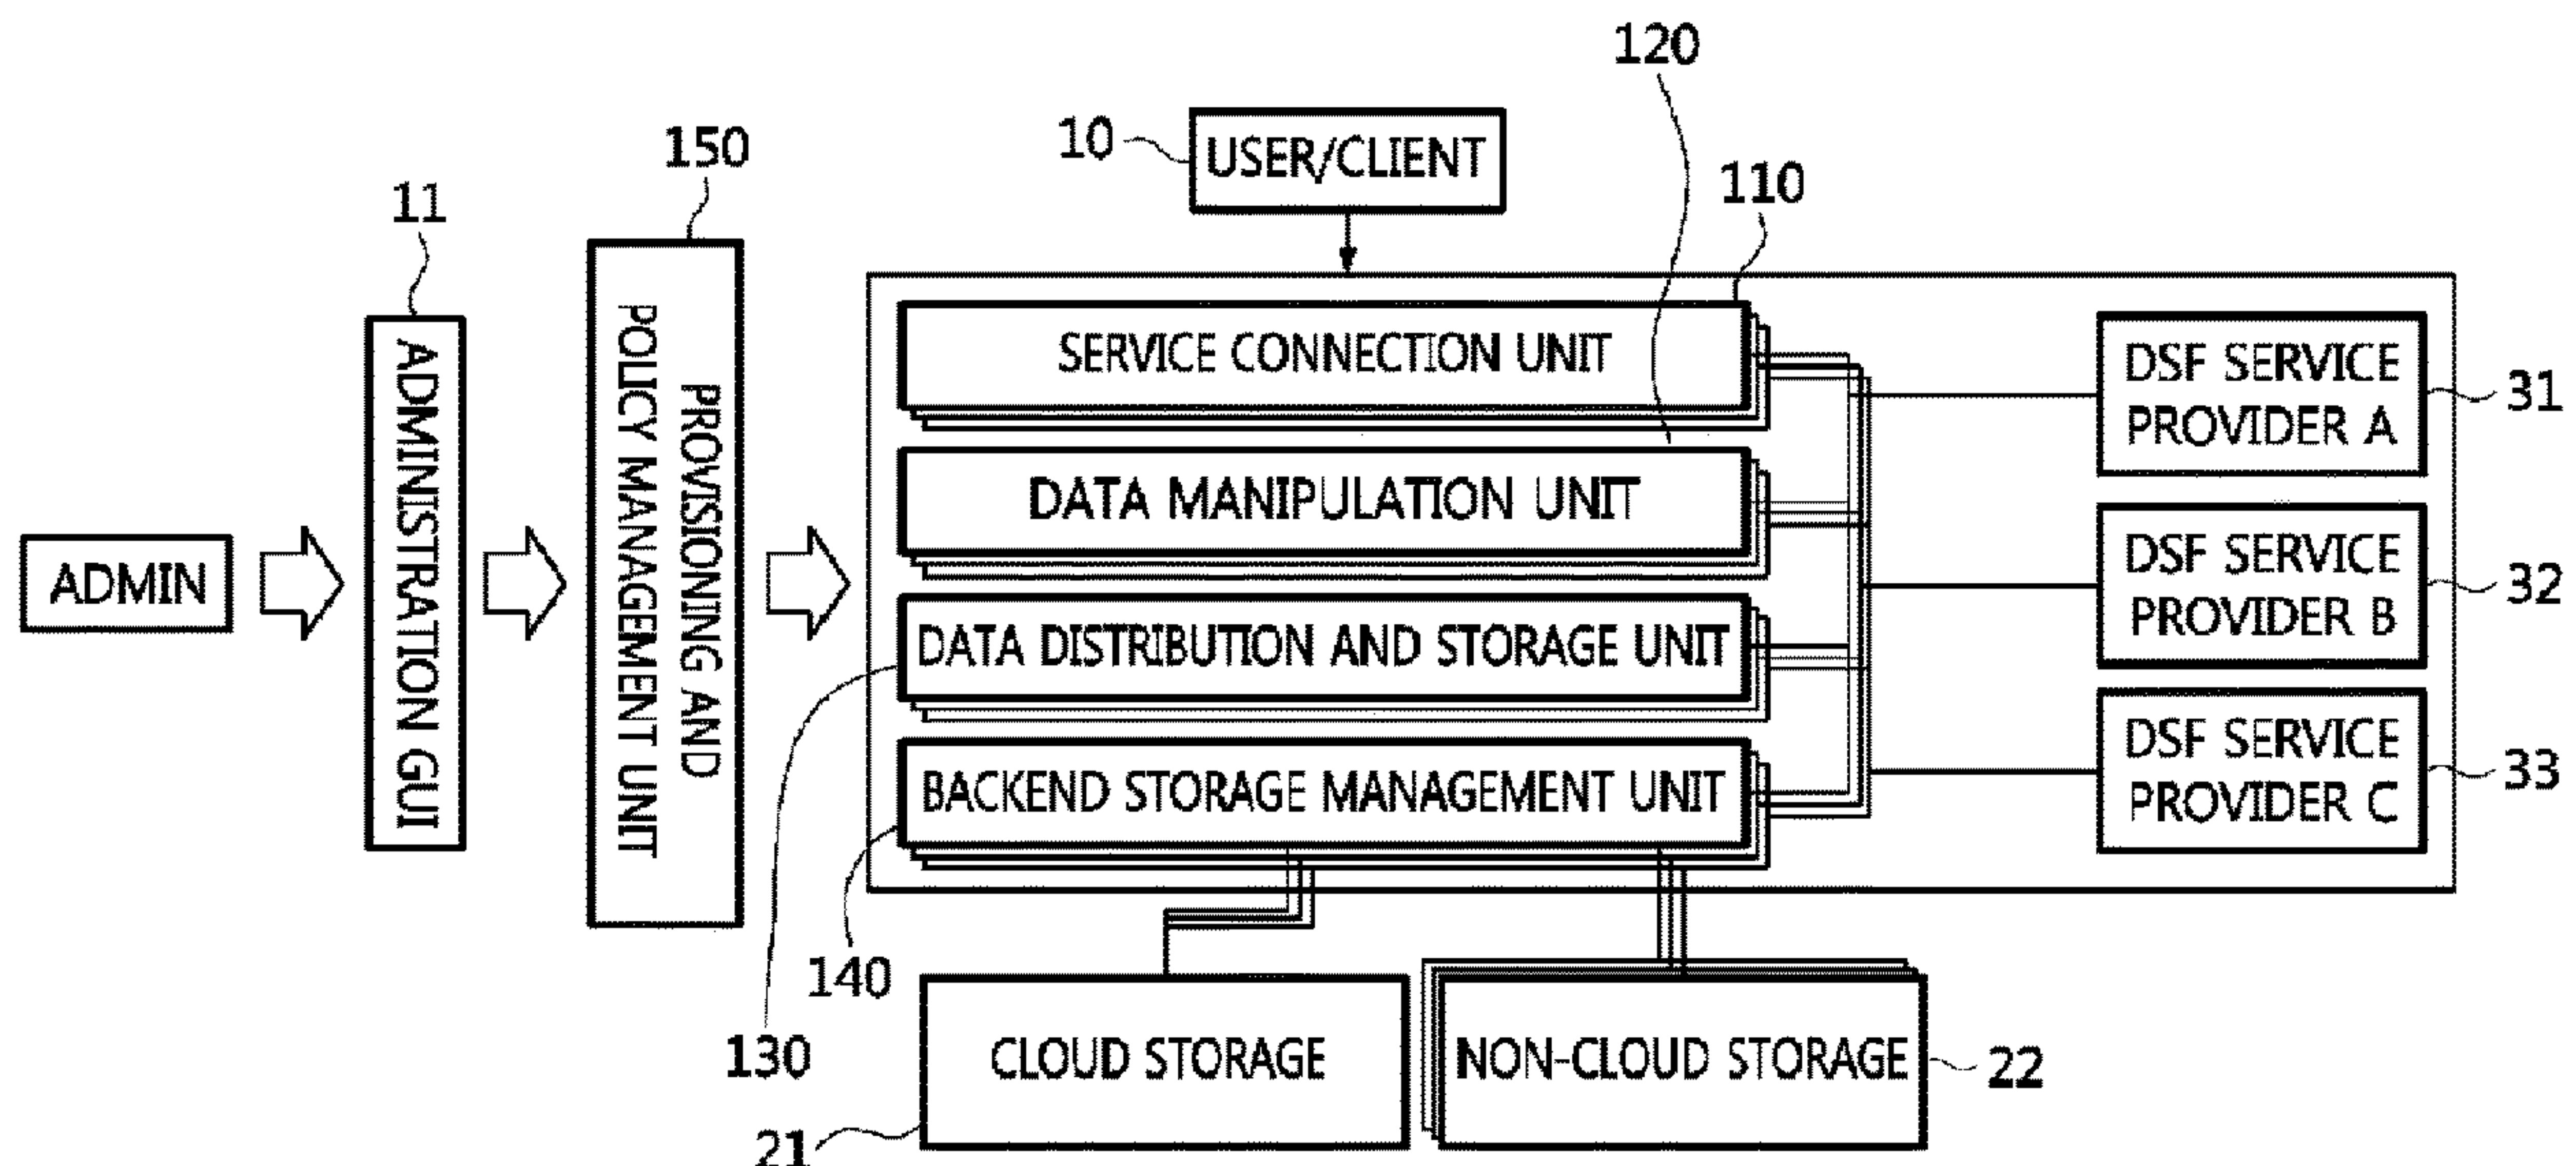 120
10
USER/CLIENT
150
110
11
ADMINISTRATION GUI
PROVISIONING AND
POLICY MANAGEMENT UNIT
ADMIN
SERVICE CONNECTION UNIT
DATA MANIPULATION UNIT
DATA DISTRIBUTION AND STORAGE UNIT
BACKEND STORAGE MANAGEMENT UNIT
DSF SERVICE
PROVIDER A
31
DSF SERVICE
PROVIDER B
32
DSF SERVICE
PROVIDER C
33
140
130
CLOUD STORAGE
NON-CLOUD STORAGE
22
21